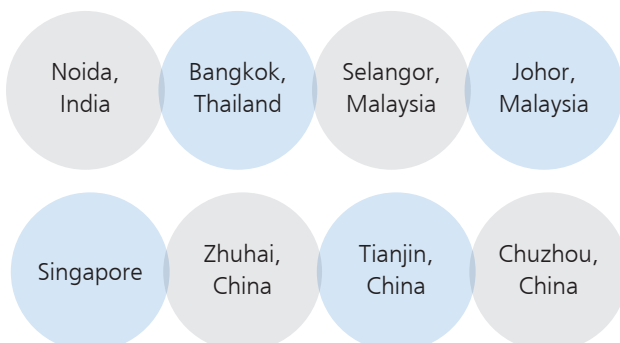 Noida,
India
Bangkok,
Thailand
Selangor,
Malaysia
Johor,
Malaysia
Singapore
Zhuhai,
China
Tianjin,
China
Chuzhou,
China